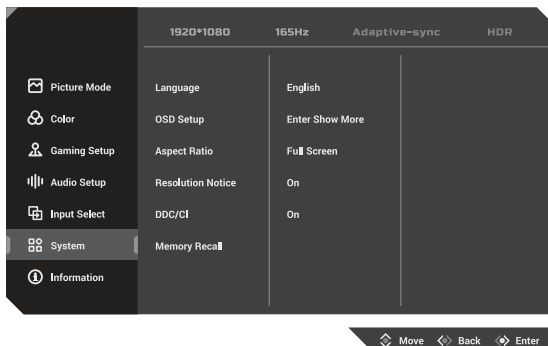 1920*1080 165Hz Adaptive-sync HDR
Picture Mode
Color
Gaming Setup
Audio Setup
Input Select
System
Information
Language English
OSD Setup Enter Show More
Aspect Ratio Full Screen
Resolution Notice On
DDC/CI On
Memory Recall
Move Back Enter